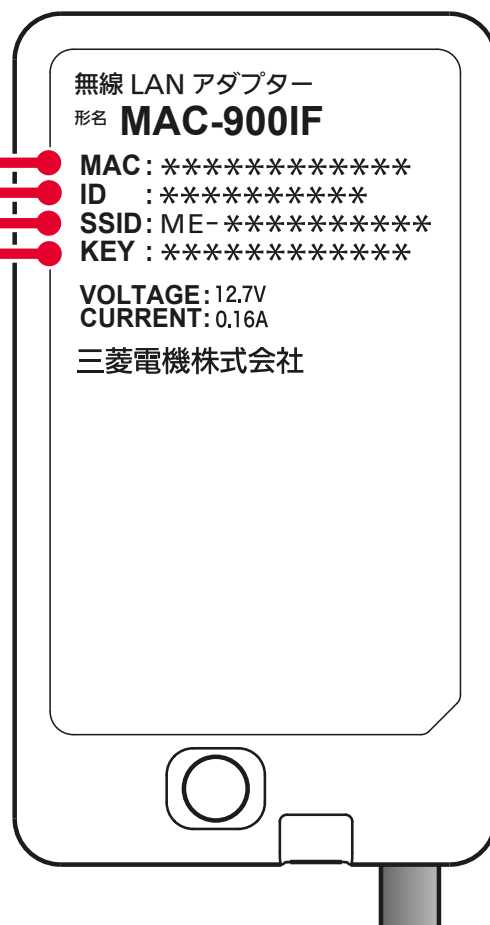 無線 LAN アダプター
形名 MAC-900IF
MAC: ************
ID : **********
SSID: ME-**********
KEY : ************
VOLTAGE: 12.7V
CURRENT: 0.16A
三菱電機株式会社